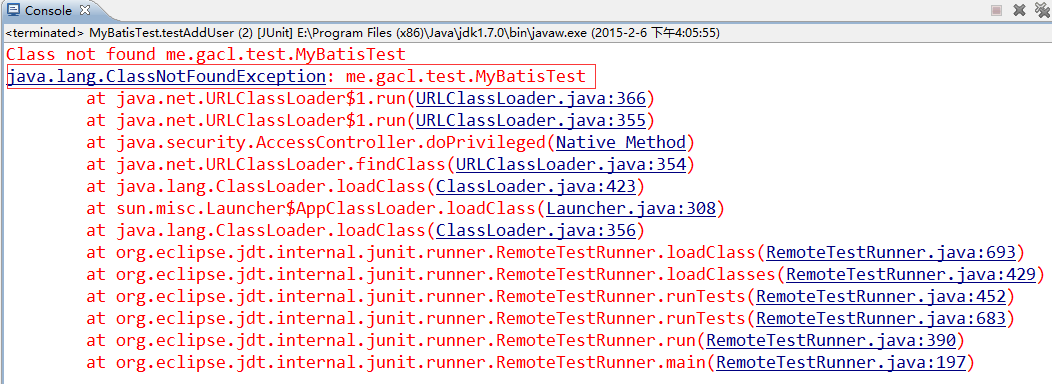 Console
<terminated> MyBatisTest.testAddUser (2) [JUnit] E:\Program Files (x86)\Java\jdk1.7.0\bin\javaw.exe (2015-2-6 下午4:05:55)
Class not found me.gacl.test.MyBatisTest
java.lang.ClassNotFoundException: me.gacl.test.MyBatisTest
at java.net.URLClassLoader$1.run(URLClassLoader.java:366)
at java.net.URLClassLoader$1.run(URLClassLoader.java:355)
at java.security.AccessController.doPrivileged(Native Method)
at java.net.URLClassLoader.findClass(URLClassLoader.java:354)
at java.lang.ClassLoader.loadClass(ClassLoader.java:423)
at sun.misc.Launcher$AppClassLoader.loadClass(Launcher.java:308)
at java.lang.ClassLoader.loadClass(ClassLoader.java:356)
at org.eclipse.jdt.internal.junit.runner.RemoteTestRunner.loadClass(RemoteTestRunner.java:693)
at org.eclipse.jdt.internal.junit.runner.RemoteTestRunner.loadClasses(RemoteTestRunner.java:429)
at org.eclipse.jdt.internal.junit.runner.RemoteTestRunner.runTests(RemoteTestRunner.java:452)
at org.eclipse.jdt.internal.junit.runner.RemoteTestRunner.runTests(RemoteTestRunner.java:683)
at org.eclipse.jdt.internal.junit.runner.RemoteTestRunner.run(RemoteTestRunner.java:390)
at org.eclipse.jdt.internal.junit.runner.RemoteTestRunner.main(RemoteTestRunner.java:197)